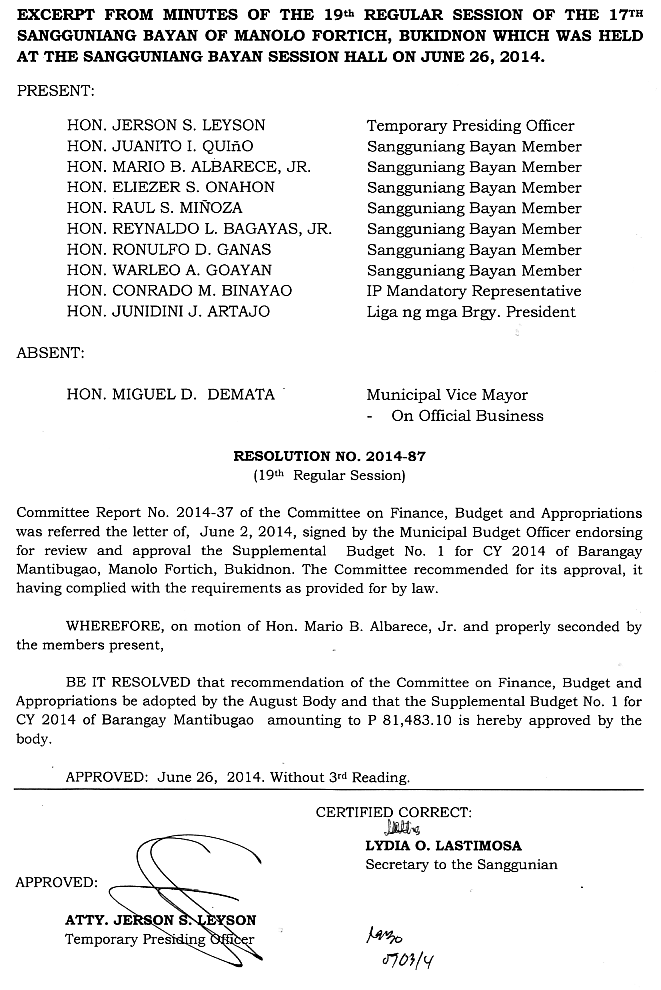 EXCERPT FROM MINUTES OF THE 19th REGULAR SESSION OF THE 17TH
SANGGUNIANG BAYAN OF MANOLO FORTICH, BUKIDNON WHICH WAS HELD
AT THE SANGGUNIANG BAYAN SESSION HALL ON JUNE 26, 2014.
PRESENT:
HON. JERSON S. LEYSON Temporary Presiding Officer
HON. JUANITO I. QUIñO Sangguniang Bayan Member
HON. MARIO B. ALBARECE, JR. Sangguniang Bayan Member
HON. ELIEZER S. ONAHON Sangguniang Bayan Member
HON. RAUL S. MIÑOZA Sangguniang Bayan Member
HON. REYNALDO L. BAGAYAS, JR. Sangguniang Bayan Member
HON. RONULFO D. GANAS Sangguniang Bayan Member
HON. WARLEO A. GOAYAN Sangguniang Bayan Member
HON. CONRADO M. BINAYAO IP Mandatory Representative
HON. JUNIDINI J. ARTAJO Liga ng mga Brgy. President
ABSENT:
HON. MIGUEL D. DEMATA Municipal Vice Mayor
- On Official Business
RESOLUTION NO. 2014-87
(19th Regular Session)
Committee Report No. 2014-37 of the Committee on Finance, Budget and Appropriations
was referred the letter of, June 2, 2014, signed by the Municipal Budget Officer endorsing
for review and approval the Supplemental Budget No. 1 for CY 2014 of Barangay
Mantibugao, Manolo Fortich, Bukidnon. The Committee recommended for its approval, it
having complied with the requirements as provided for by law.
WHEREFORE, on motion of Hon. Mario B. Albarece, Jr. and properly seconded by
the members present,
BE IT RESOLVED that recommendation of the Committee on Finance, Budget and
Appropriations be adopted by the August Body and that the Supplemental Budget No. 1 for
CY 2014 of Barangay Mantibugao amounting to P 81,483.10 is hereby approved by the
body.
APPROVED: June 26, 2014. Without 3rd Reading.
CERTIFIED CORRECT:
LYDIA O. LASTIMOSA
Secretary to the Sanggunian
APPROVED:
ATTY. JERSON S. LEYSON
Temporary Presiding Officer